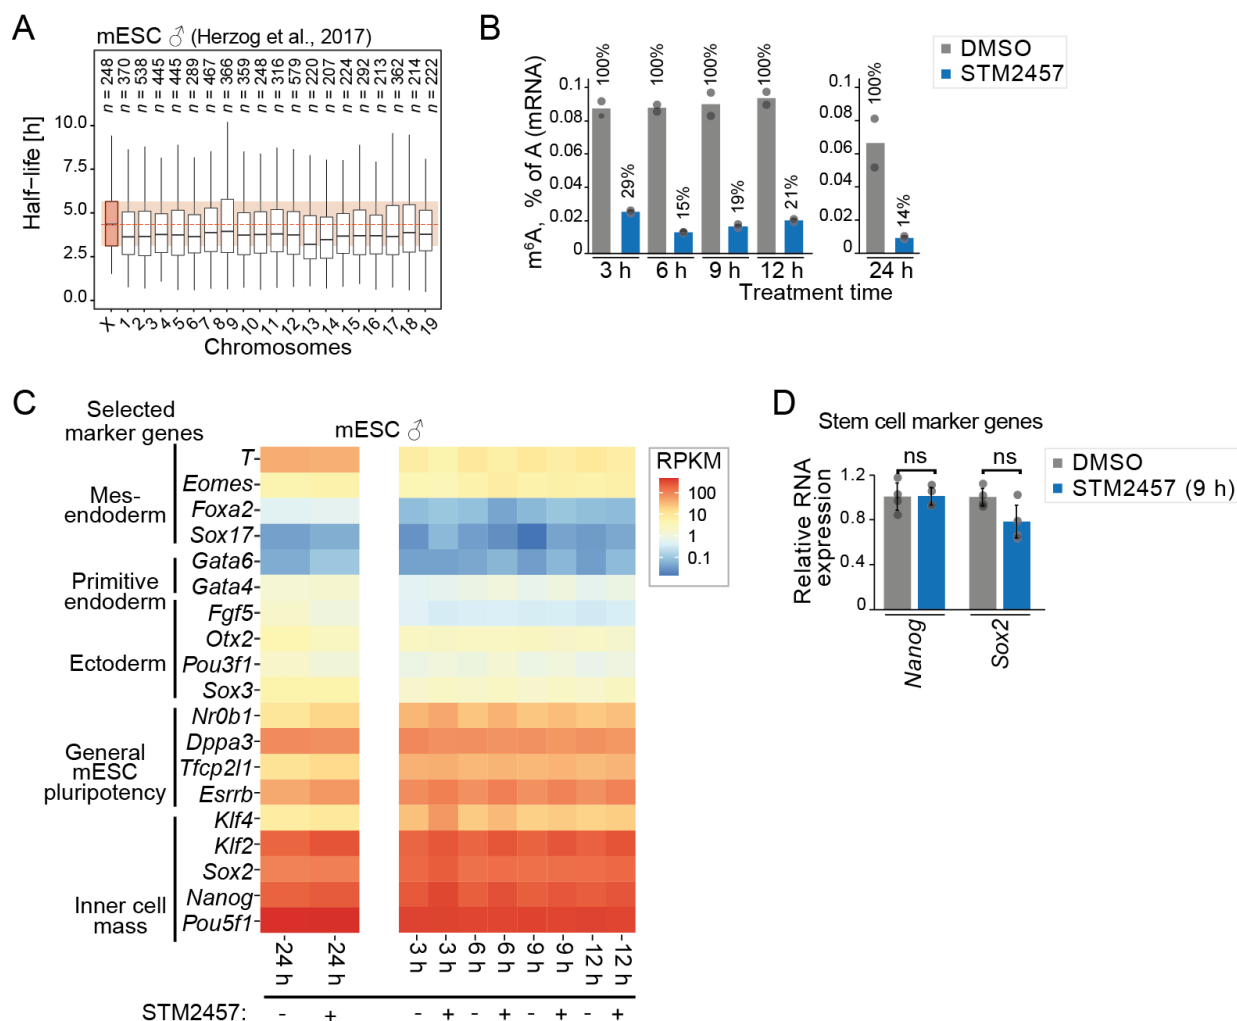 A
mESC ♂ (Herzog et al., 2017)
n = 248
n = 370
n = 538
n = 445
n = 445
n = 289
n = 467
n = 366
n = 359
n = 248
n = 316
n = 579
n = 220
n = 207
n = 224
n = 292
n = 213
n = 362
n = 214
n = 222
Half–life [h]
10.0
7.5
5.0
2.5
0.0
X 1 2 3 4 5 6 7 8 9 10 11 12 13 14 15 16 17 18 19
Chromosomes
B
DMSO
STM2457
m⁶A, % of A (mRNA)
0.1
0.08
0.06
0.04
0.02
0
100% 29% 100% 15% 100% 19% 100% 21%
3 h 6 h 9 h 12 h
0.1
0.08
0.06
0.04
0.02
0
100% 14%
24 h
Treatment time
C
Selected
marker genes
mESC ♂
Mes-
endoderm
Primitive
endoderm
Ectoderm
General
mESC
pluripotency
Inner cell
mass
T
Eomes
Foxa2
Sox17
Gata6
Gata4
Fgf5
Otx2
Pou3f1
Sox3
Nr0b1
Dppa3
Tfcp2l1
Esrrb
Klf4
Klf2
Sox2
Nanog
Pou5f1
RPKM
100
10
1
0.1
24 h 24 h 3 h 3 h 6 h 6 h 9 h 9 h 12 h 12 h
STM2457: - + - + - + - + - +
D
Stem cell marker genes
DMSO
STM2457 (9 h)
ns ns
Relative RNA
expression
1.2
0.8
0.4
0
Nanog
Sox2